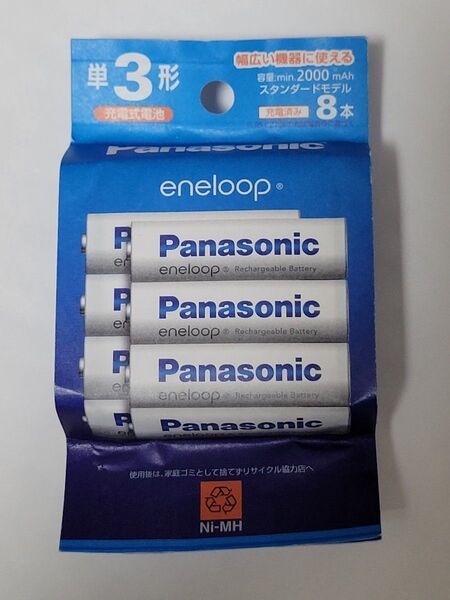 単3形
充電式電池
幅広い機器に使える
容量:min. 2000 mAh
スタンダードモデル
充電済み 8本
Panasonic
eneloop®
Panasonic
eneloop® Rechargeable Battery
Panasonic
eneloop® Rechargeable Battery
Panasonic
eneloop® Rechargeable Battery
Panasonic
使用後は、家庭ゴミとして捨てずリサイクル協力店へ
Ni-MH